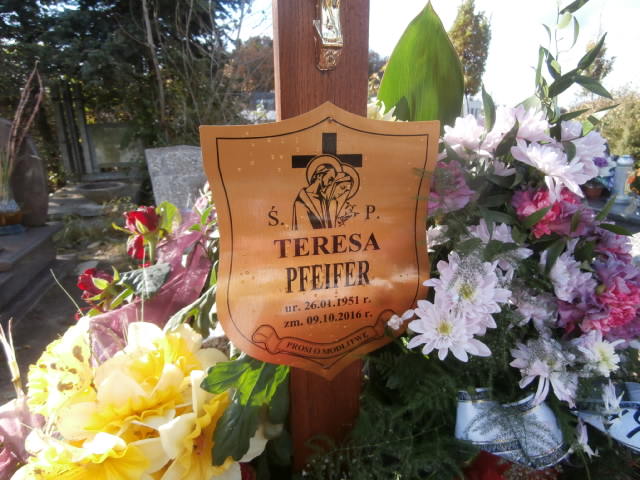 Ś. P.
TERESA
PFEIFER
ur. 26.01.1951 r.
zm. 09.10.2016 r.
PROSI O MODLITWĘ